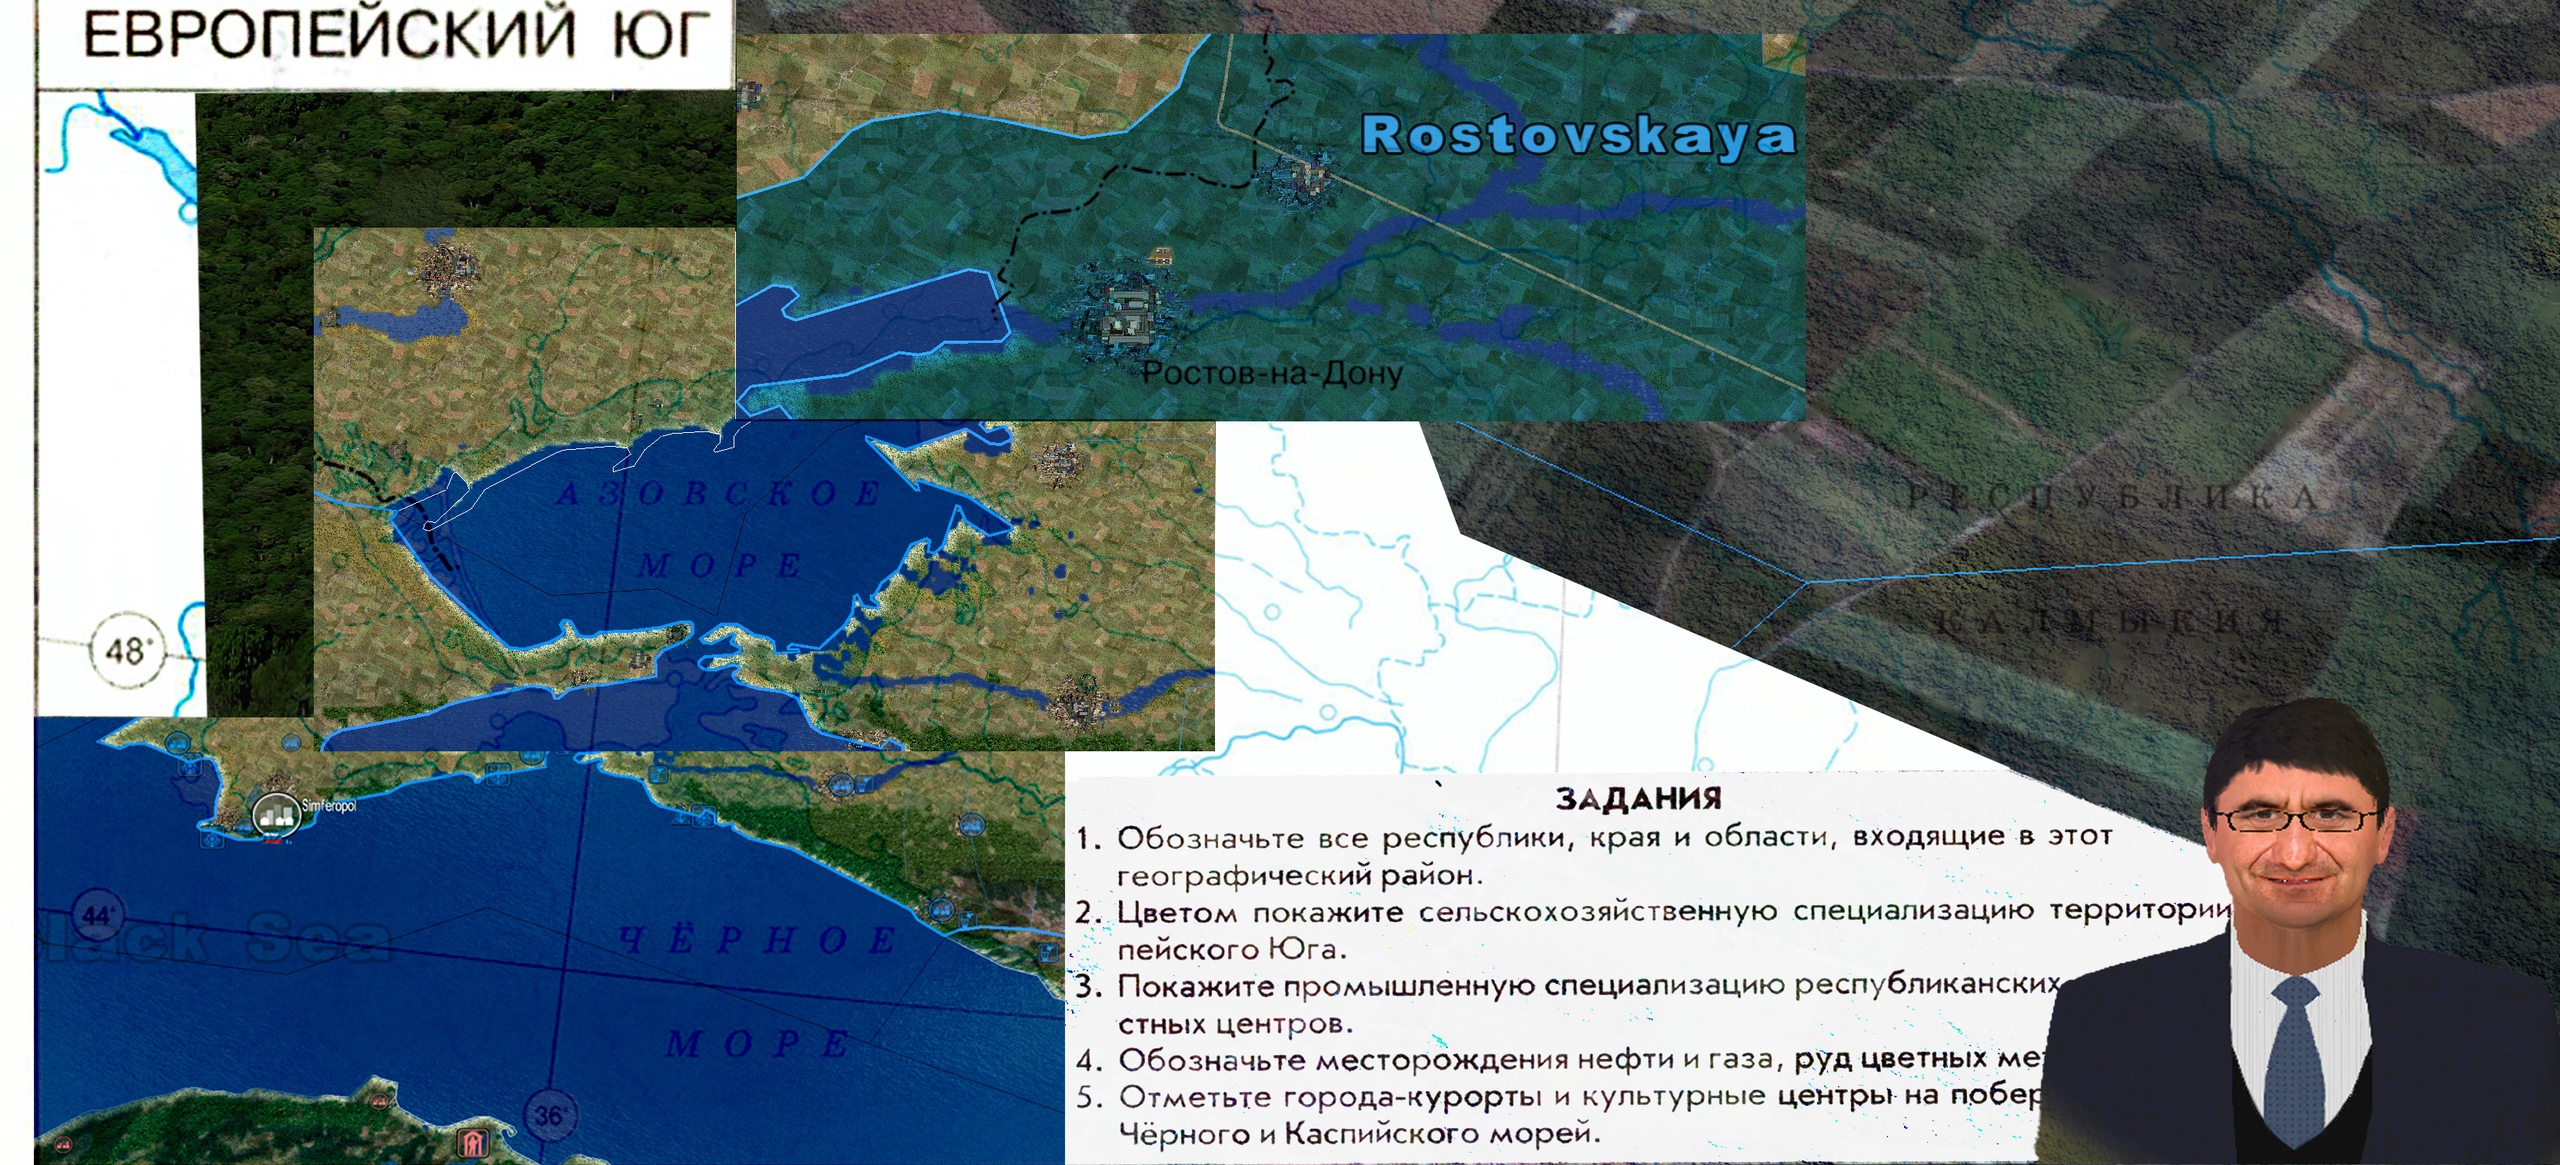 ЕВРОПЕЙСКИЙ ЮГ
Rostovskaya
Ростов-на-Дону
АЗОВСКОЕ
МОРЕ
РЕСПУБЛИКА
КАЛМЫКИЯ
48°
Simferopol
44°
lack Sea
ЧЁРНОЕ
МОРЕ
36°
ЗАДАНИЯ
1. Обозначьте все республики, края и области, входящие в этот
географический район.
2. Цветом покажите сельскохозяйственную специализацию территории
пейского Юга.
3. Покажите промышленную специализацию республиканских
стных центров.
4. Обозначьте месторождения нефти и газа, руд цветных ме
5. Отметьте города-курорты и культурные центры на побер
Чёрного и Каспийского морей.